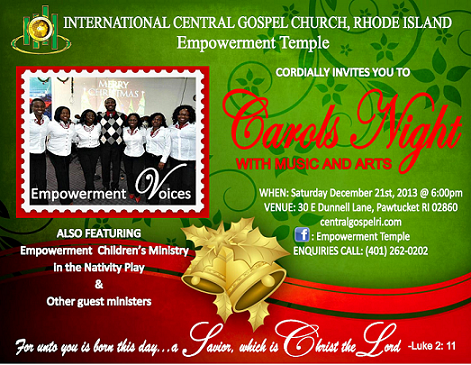 INTERNATIONAL CENTRAL GOSPEL CHURCH, RHODE ISLAND
Empowerment Temple
CORDIALLY INVITES YOU TO
Carols Night
WITH MUSIC AND ARTS
MERRY
CHRISTMAS
Empowerment Voices
WHEN: Saturday December 21st, 2013 @ 6:00pm
VENUE: 30 E Dunnell Lane, Pawtucket RI 02860
centralgospelri.com
f : Empowerment Temple
ENQUIRIES CALL: (401) 262-0202
ALSO FEATURING
Empowerment Children's Ministry
in the Nativity Play
&
Other guest ministers
For unto you is born this day...a Savior, which is Christ the Lord -Luke 2: 11